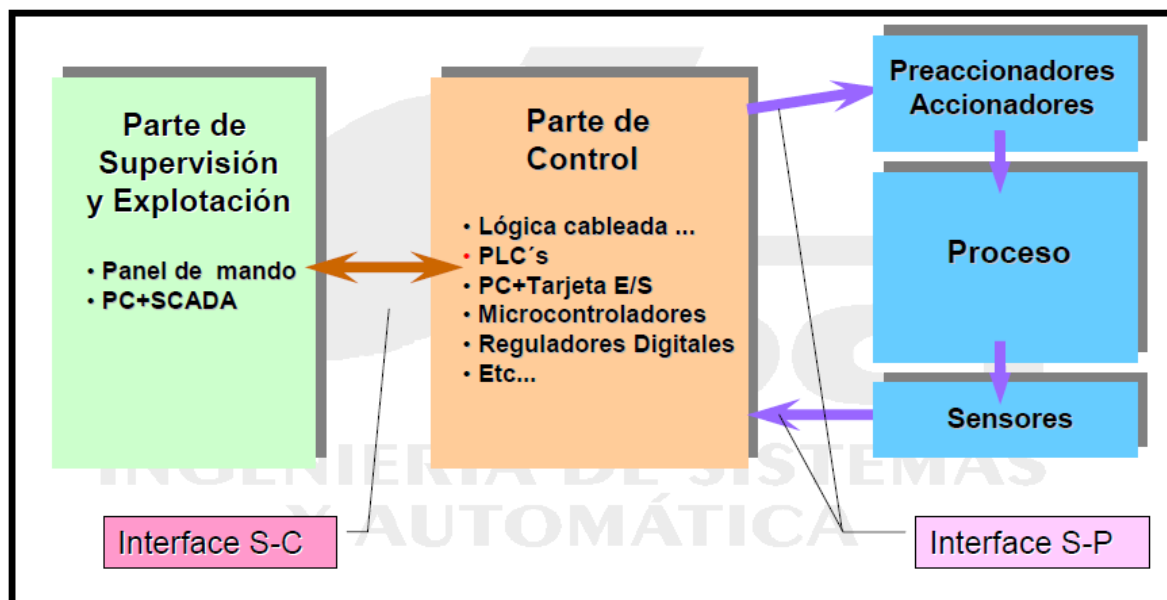 Parte de
Supervisión
y Explotación
• Panel de mando
• PC+SCADA
Parte de
Control
• Lógica cableada ...
• PLC´s
• PC+Tarjeta E/S
• Microcontroladores
• Reguladores Digitales
• Etc...
Preaccionadores
Accionadores
Proceso
Sensores
INGENIERÍA DE SISTEMAS
Y AUTOMÁTICA
Interface S-C
Interface S-P